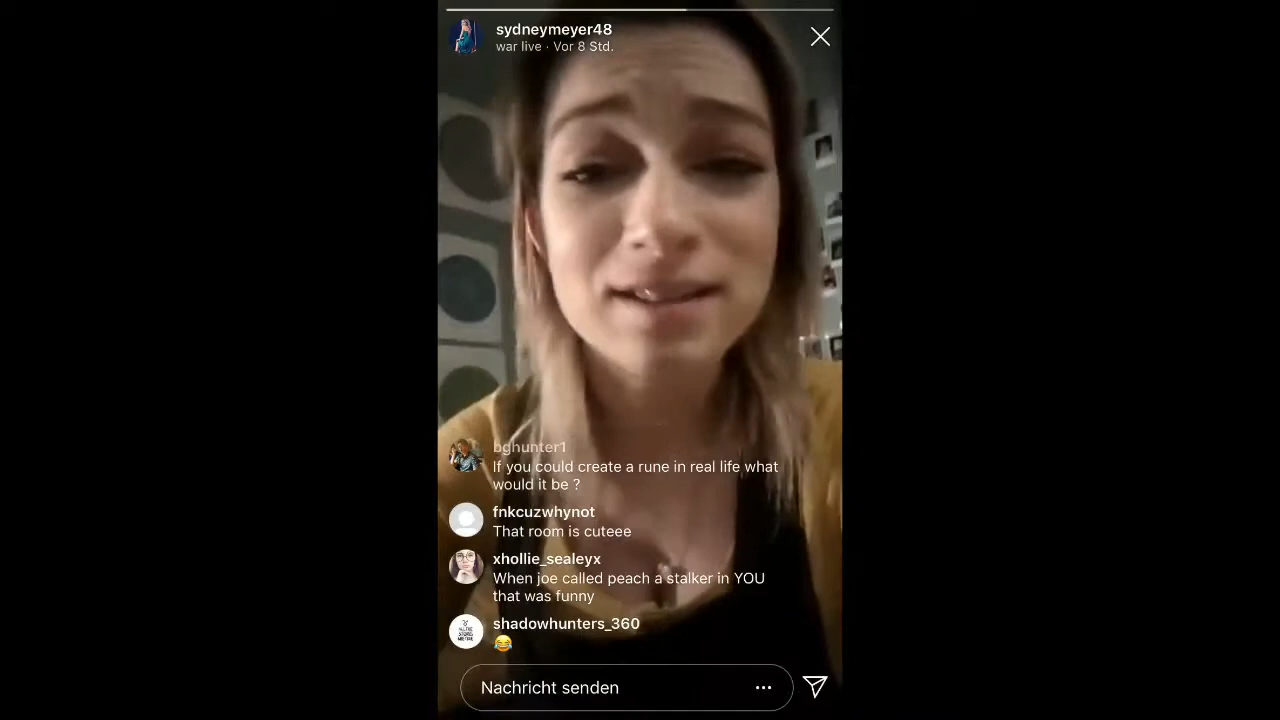 sydneymeyer48
war live · Vor 8 Std.
bghunter1
If you could create a rune in real life what
would it be ?
fnkcuzwhynot
That room is cuteee
xhollie_sealeyx
When joe called peach a stalker in YOU
that was funny
shadowhunters_360
😂
Nachricht senden